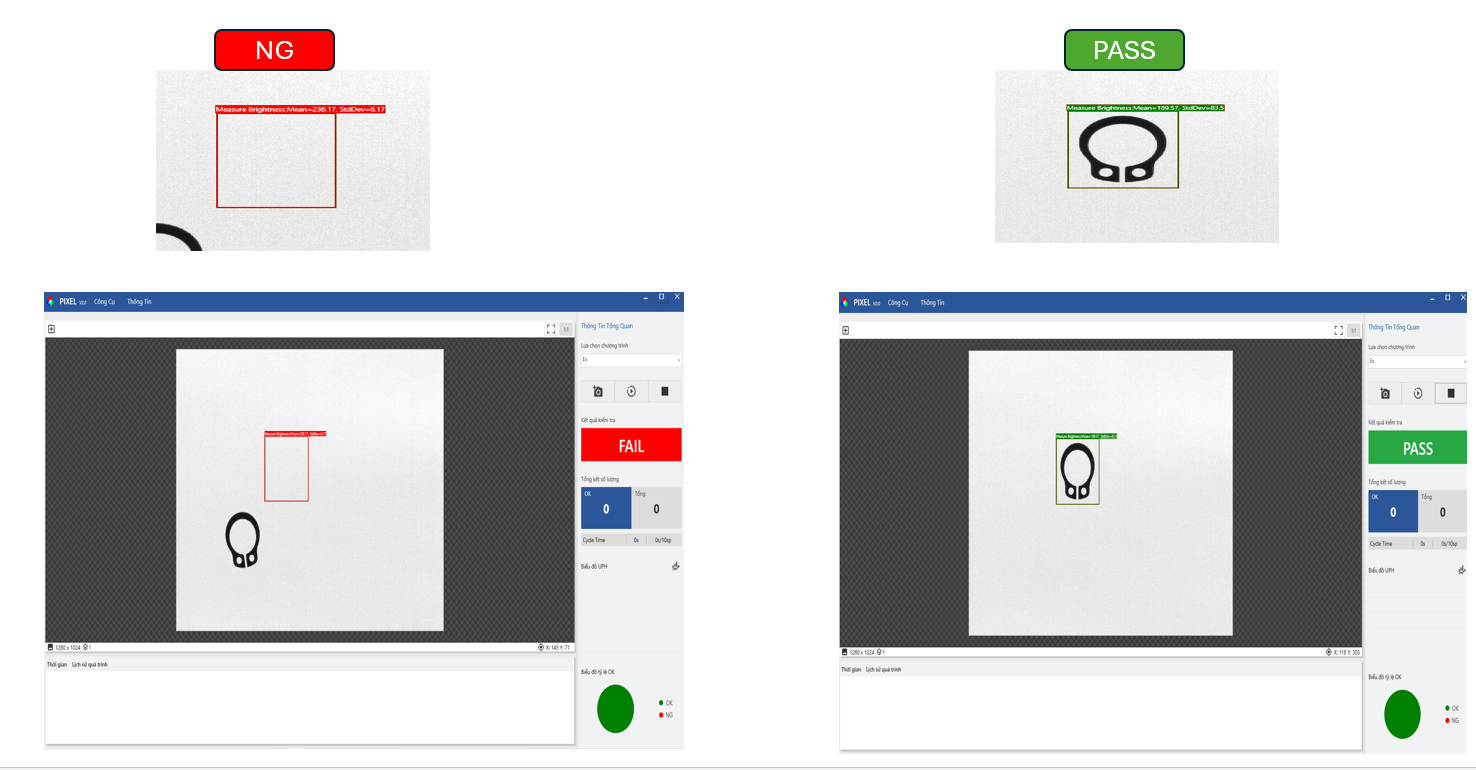 NG
PASS
Measure Brightness:Mean=236.17, StdDev=6.17
Measure Brightness:Mean=189.57, StdDev=83.5
PIXEL V2.0 Công Cụ Thông Tin
Thông Tin Tổng Quan
Lựa chọn chương trình
Ex
Kết quả kiểm tra
FAIL
Tổng kết số lượng
OK Tổng
0 0
Cycle Time 0s 0s/10sp
Biểu đồ UPH
1280 x 1024 1 X: 145 Y: 71
Thời gian Lịch sử quá trình
Biểu đồ tỷ lệ OK
OK
NG
PIXEL V2.0 Công Cụ Thông Tin
1:1
Thông Tin Tổng Quan
Lựa chọn chương trình
Ex
Kết quả kiểm tra
PASS
Tổng kết số lượng
OK Tổng
0 0
Cycle Time 0s 0s/10sp
Biểu đồ UPH
1280 x 1024 1 X: 118 Y: 305
Thời gian Lịch sử quá trình
Biểu đồ tỷ lệ OK
OK
NG